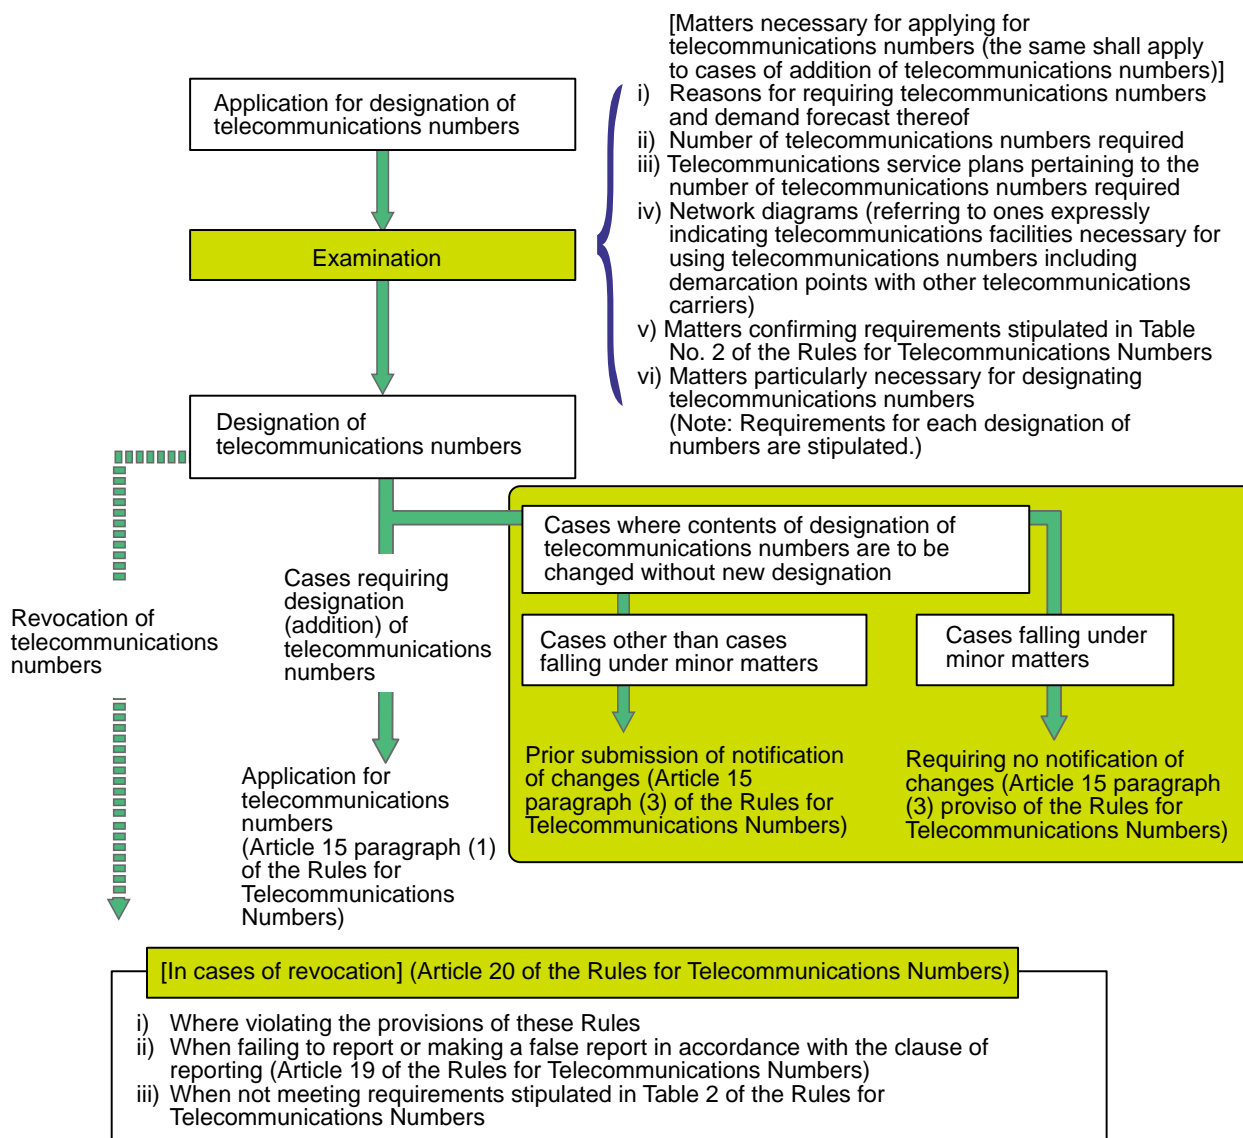 [Matters necessary for applying for
telecommunications numbers (the same shall apply
to cases of addition of telecommunications numbers)]
i) Reasons for requiring telecommunications numbers
and demand forecast thereof
ii) Number of telecommunications numbers required
iii) Telecommunications service plans pertaining to the
number of telecommunications numbers required
iv) Network diagrams (referring to ones expressly
indicating telecommunications facilities necessary for
using telecommunications numbers including
demarcation points with other telecommunications
carriers)
v) Matters confirming requirements stipulated in Table
No. 2 of the Rules for Telecommunications Numbers
vi) Matters particularly necessary for designating
telecommunications numbers
(Note: Requirements for each designation of
numbers are stipulated.)
Application for designation of
telecommunications numbers
Examination
Designation of
telecommunications numbers
Revocation of
telecommunications
numbers
Cases requiring
designation
(addition) of
telecommunications
numbers
Application for
telecommunications
numbers
(Article 15 paragraph (1)
of the Rules for
Telecommunications
Numbers)
Cases where contents of designation of
telecommunications numbers are to be
changed without new designation
Cases other than cases
falling under minor matters
Cases falling under
minor matters
Prior submission of notification
of changes (Article 15
paragraph (3) of the Rules for
Telecommunications Numbers)
Requiring no notification of
changes (Article 15 paragraph
(3) proviso of the Rules for
Telecommunications Numbers)
[In cases of revocation] (Article 20 of the Rules for Telecommunications Numbers)
i) Where violating the provisions of these Rules
ii) When failing to report or making a false report in accordance with the clause of
reporting (Article 19 of the Rules for Telecommunications Numbers)
iii) When not meeting requirements stipulated in Table 2 of the Rules for
Telecommunications Numbers